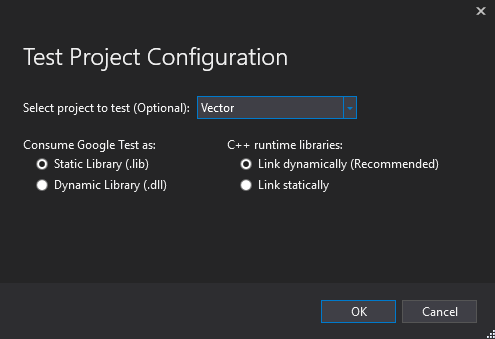 Test Project Configuration
Select project to test (Optional): Vector
Consume Google Test as: C++ runtime libraries:
Static Library (.lib) Link dynamically (Recommended)
Dynamic Library (.dll) Link statically
OK Cancel